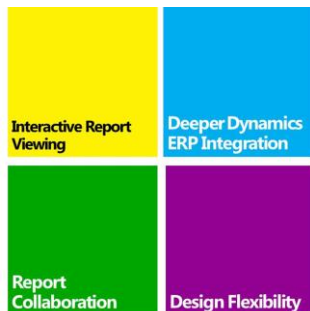 Interactive Report
Viewing
Deeper Dynamics
ERP Integration
Report
Collaboration
Design Flexibility